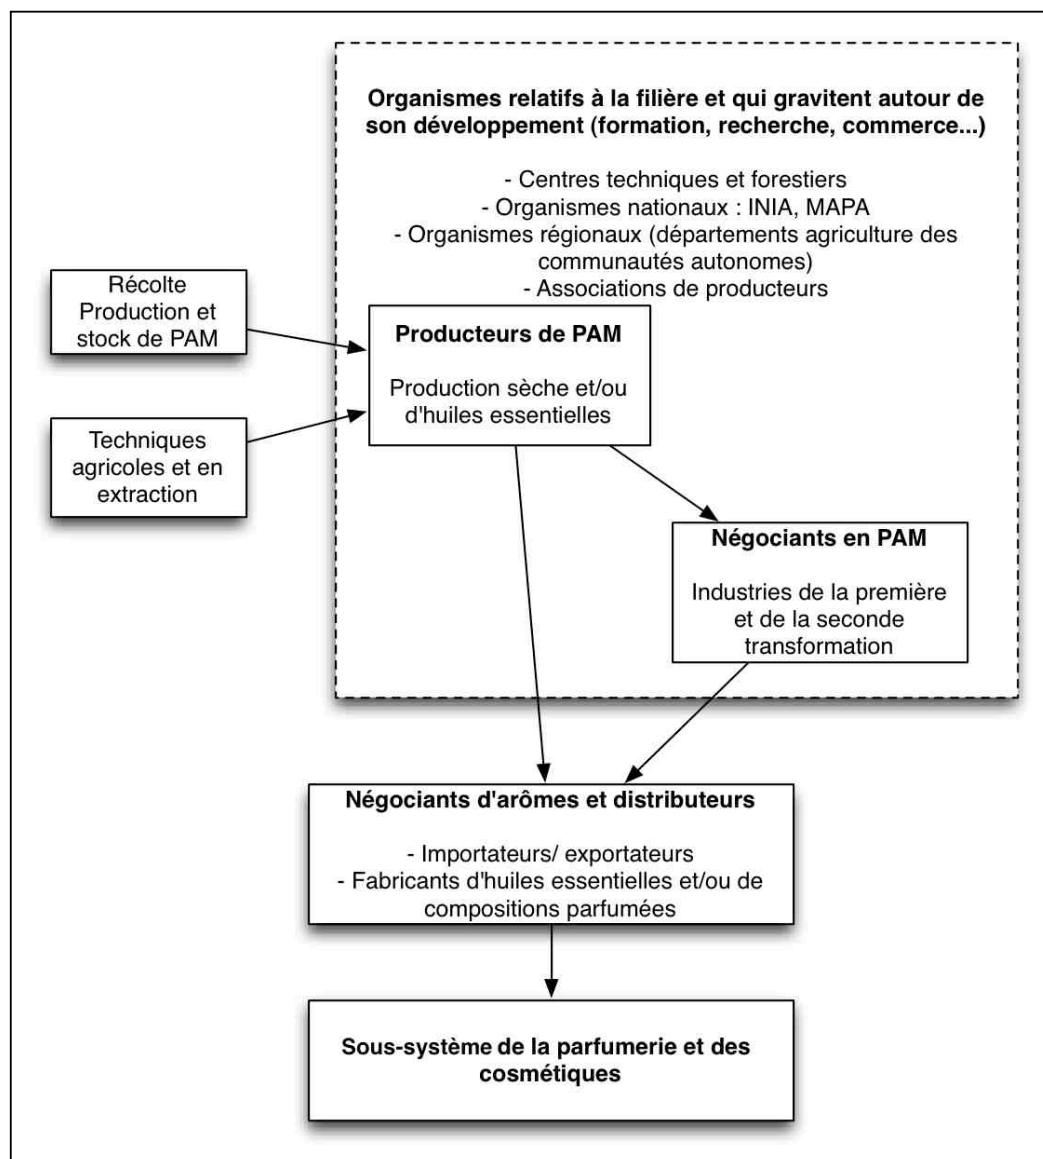 Organismes relatifs à la filière et qui gravitent autour de
son développement (formation, recherche, commerce...)
- Centres techniques et forestiers
- Organismes nationaux : INIA, MAPA
- Organismes régionaux (départements agriculture des
communautés autonomes)
- Associations de producteurs
Récolte
Production et
stock de PAM
Producteurs de PAM
Production sèche et/ou
d'huiles essentielles
Techniques
agricoles et en
extraction
Négociants en PAM
Industries de la première
et de la seconde
transformation
Négociants d'arômes et distributeurs
- Importateurs/ exportateurs
- Fabricants d'huiles essentielles et/ou de
compositions parfumées
Sous-système de la parfumerie et des
cosmétiques